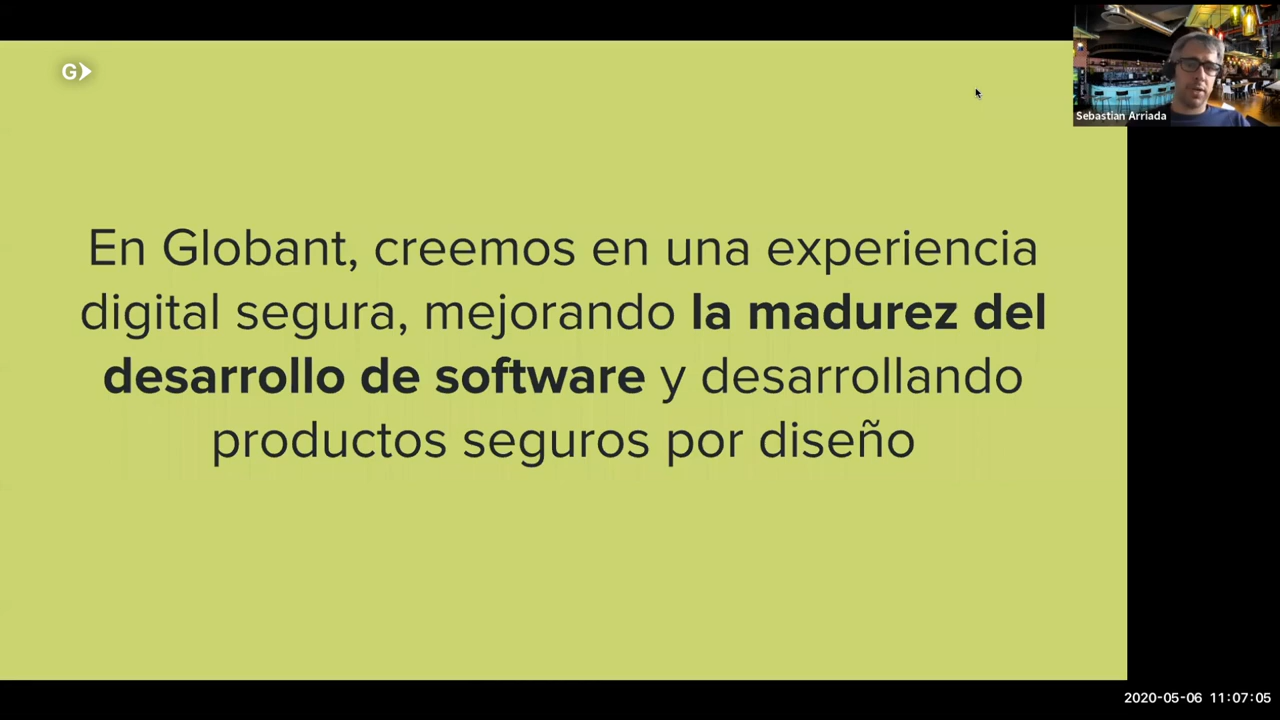 G
Sebastian Arriada
En Globant, creemos en una experiencia
digital segura, mejorando la madurez del
desarrollo de software y desarrollando
productos seguros por diseño
2020-05-06 11:07:05